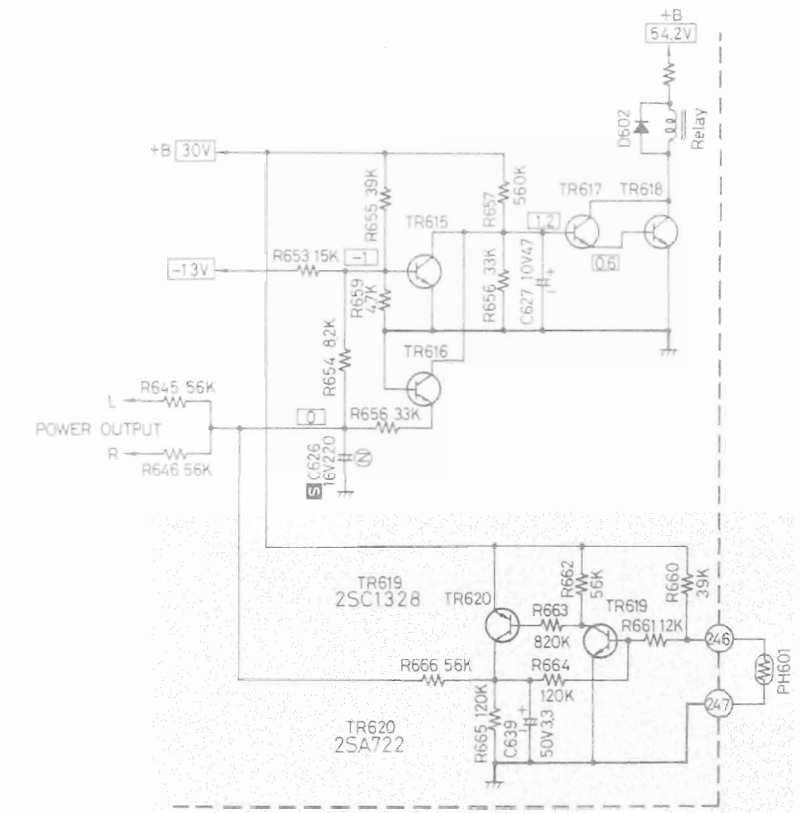 +B
54.2V
D602
Relay
+B 30V
R655 39K
R657
560K
TR617 TR618
TR615
1.2
0.6
R653 15K
-1
-13V
R659
47K
R656 33K
C627 10V47
+
-
R654 82K
TR616
L
R645 56K
0
R656 33K
POWER OUTPUT
R
R646 56K
S C626
16V220
N
TR619
2SC1328
TR620
R662
56K
R660
39K
R663
820K
TR619
R661 12K
246
R666 56K
R664
120K
PH601
247
TR620
2SA722
R665 120K
C639
50V3.3
+
-